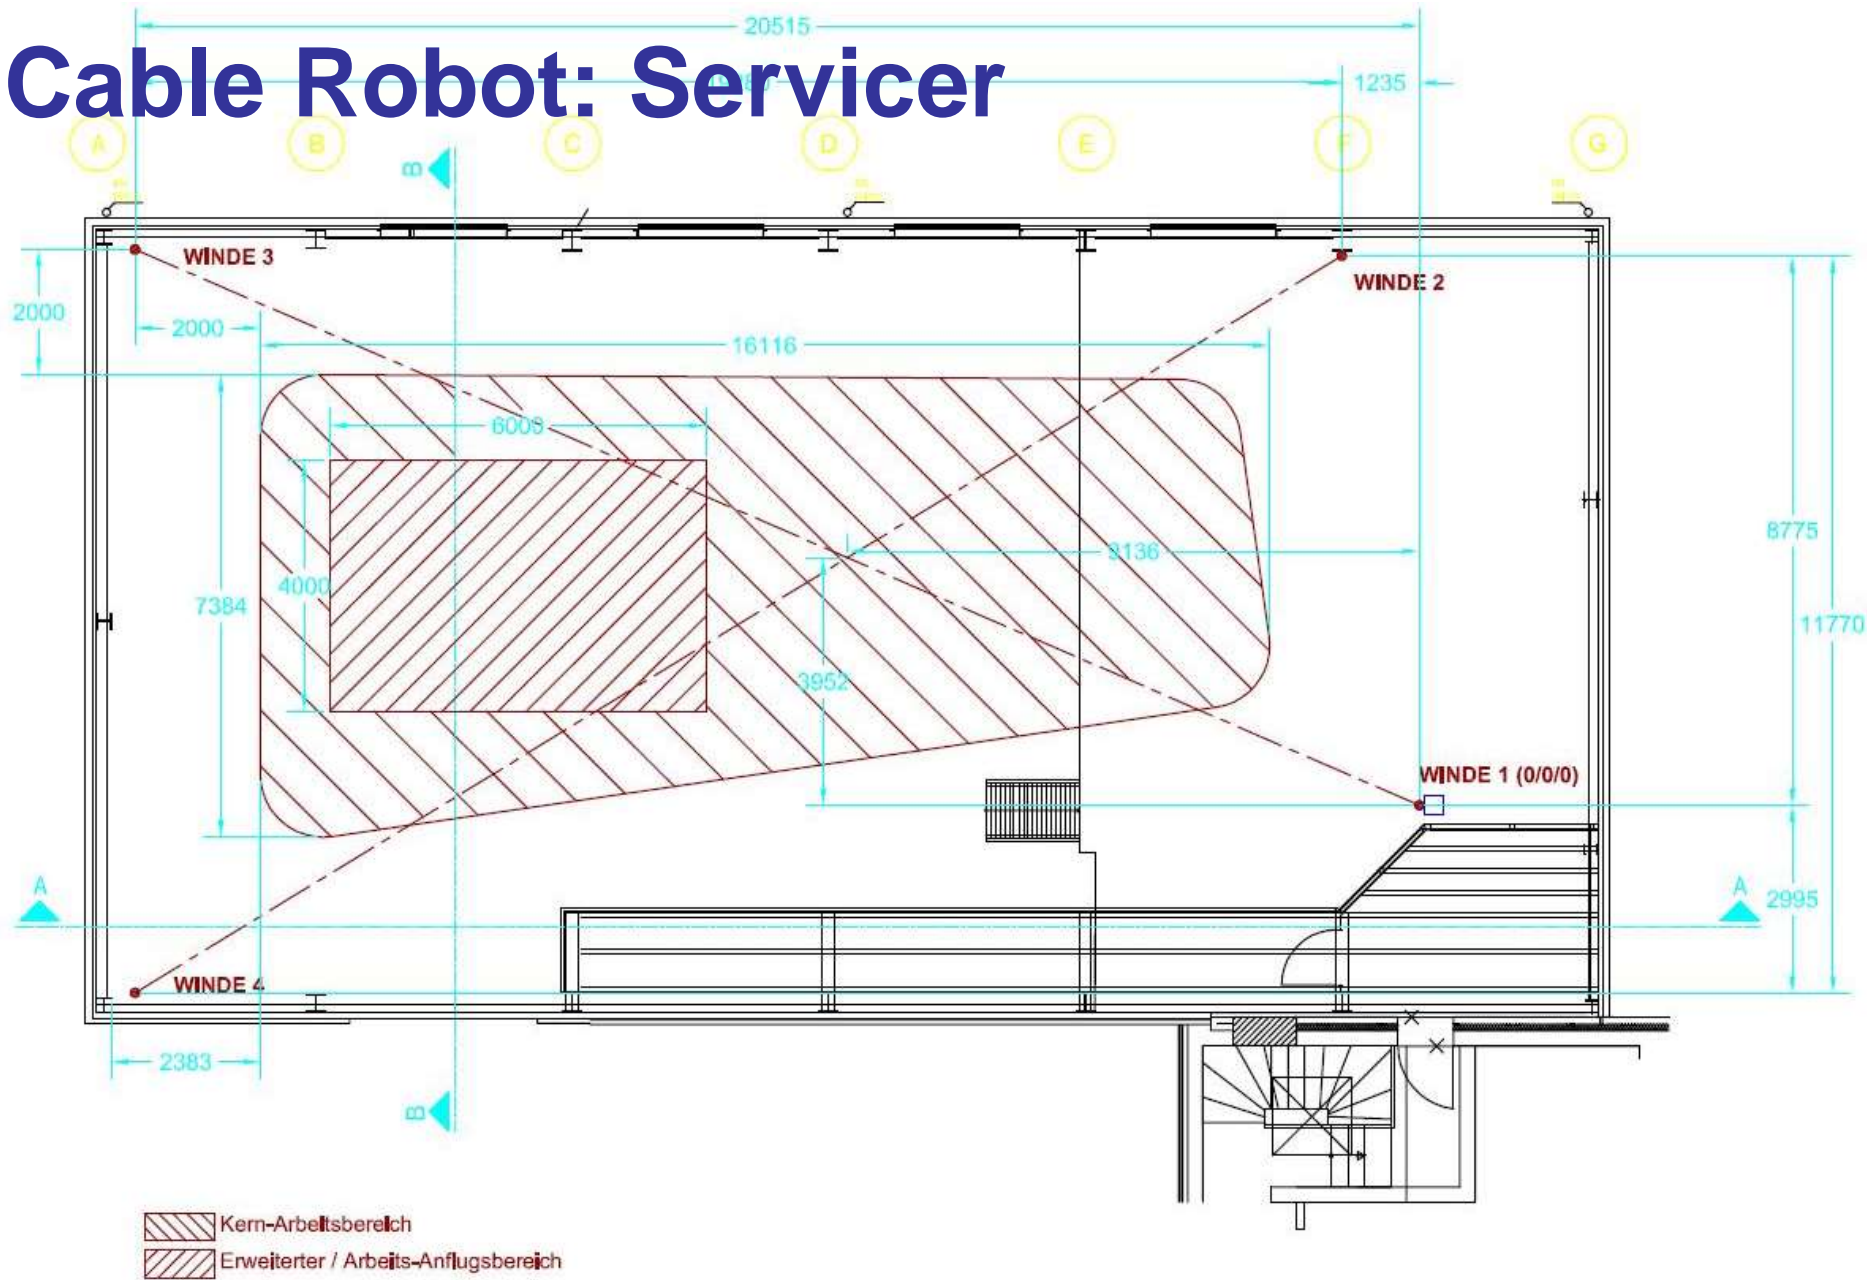 20515
Cable Robot: Servicer
1235
A
B
C
D
E
F
G
B
WINDE 3
WINDE 2
2000
2000
16116
6000
8775
9136
4000
7384
11770
3952
WINDE 1 (0/0/0)
A
A
2995
WINDE 4
2383
B
Kern-Arbeitsbereich
Erweiterter / Arbeits-Anflugsbereich